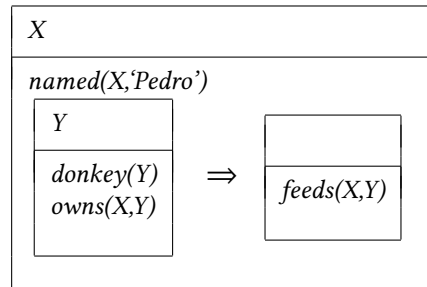 X
named(X,‘Pedro’)
Y
donkey(Y)
owns(X,Y)
⇒
feeds(X,Y)